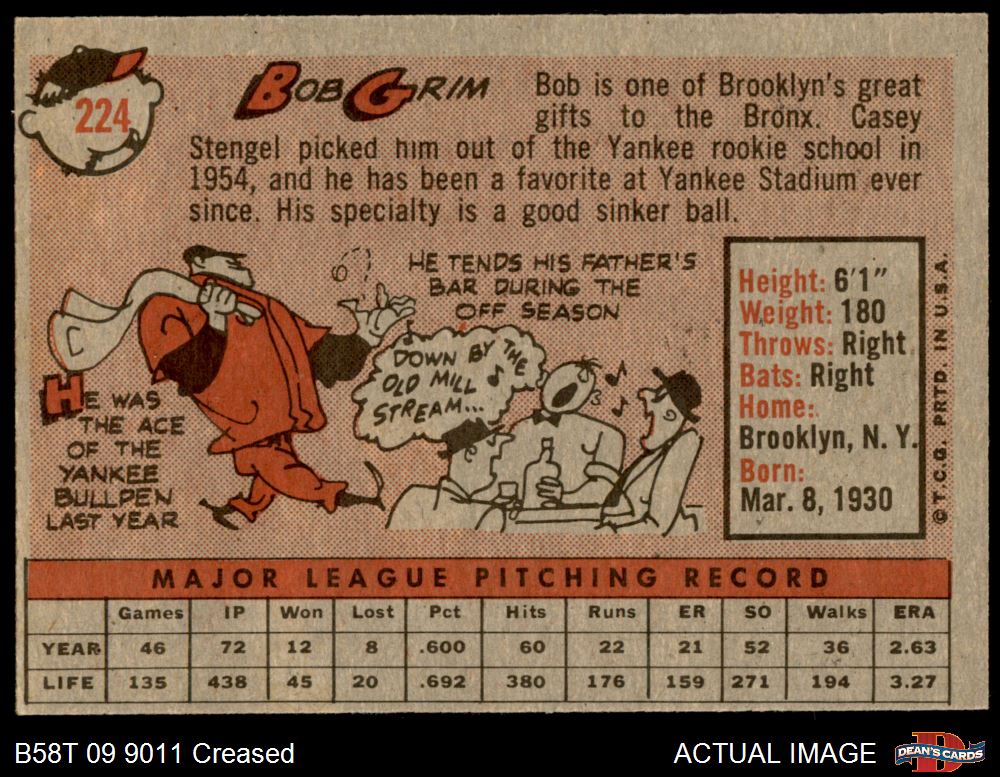 224
BOB GRIM
Bob is one of Brooklyn's great
gifts to the Bronx. Casey
Stengel picked him out of the Yankee rookie school in
1954, and he has been a favorite at Yankee Stadium ever
since. His specialty is a good sinker ball.
HE WAS
THE ACE
OF THE
YANKEE
BULLPEN
LAST YEAR
HE TENDS HIS FATHER'S
BAR DURING THE
OFF SEASON
DOWN BY THE
OLD MILL
STREAM...
Height: 6'1"
Weight: 180
Throws: Right
Bats: Right
Home:
Brooklyn, N. Y.
Born:
Mar. 8, 1930
© T.C.G. PRTD. IN U.S.A.
MAJOR LEAGUE PITCHING RECORD
Games IP Won Lost Pct Hits Runs ER SO Walks ERA
YEAR 46 72 12 8 .600 60 22 21 52 36 2.63
LIFE 135 438 45 20 .692 380 176 159 271 194 3.27
B58T 09 9011 Creased
ACTUAL IMAGE
D
DEAN'S CARDS